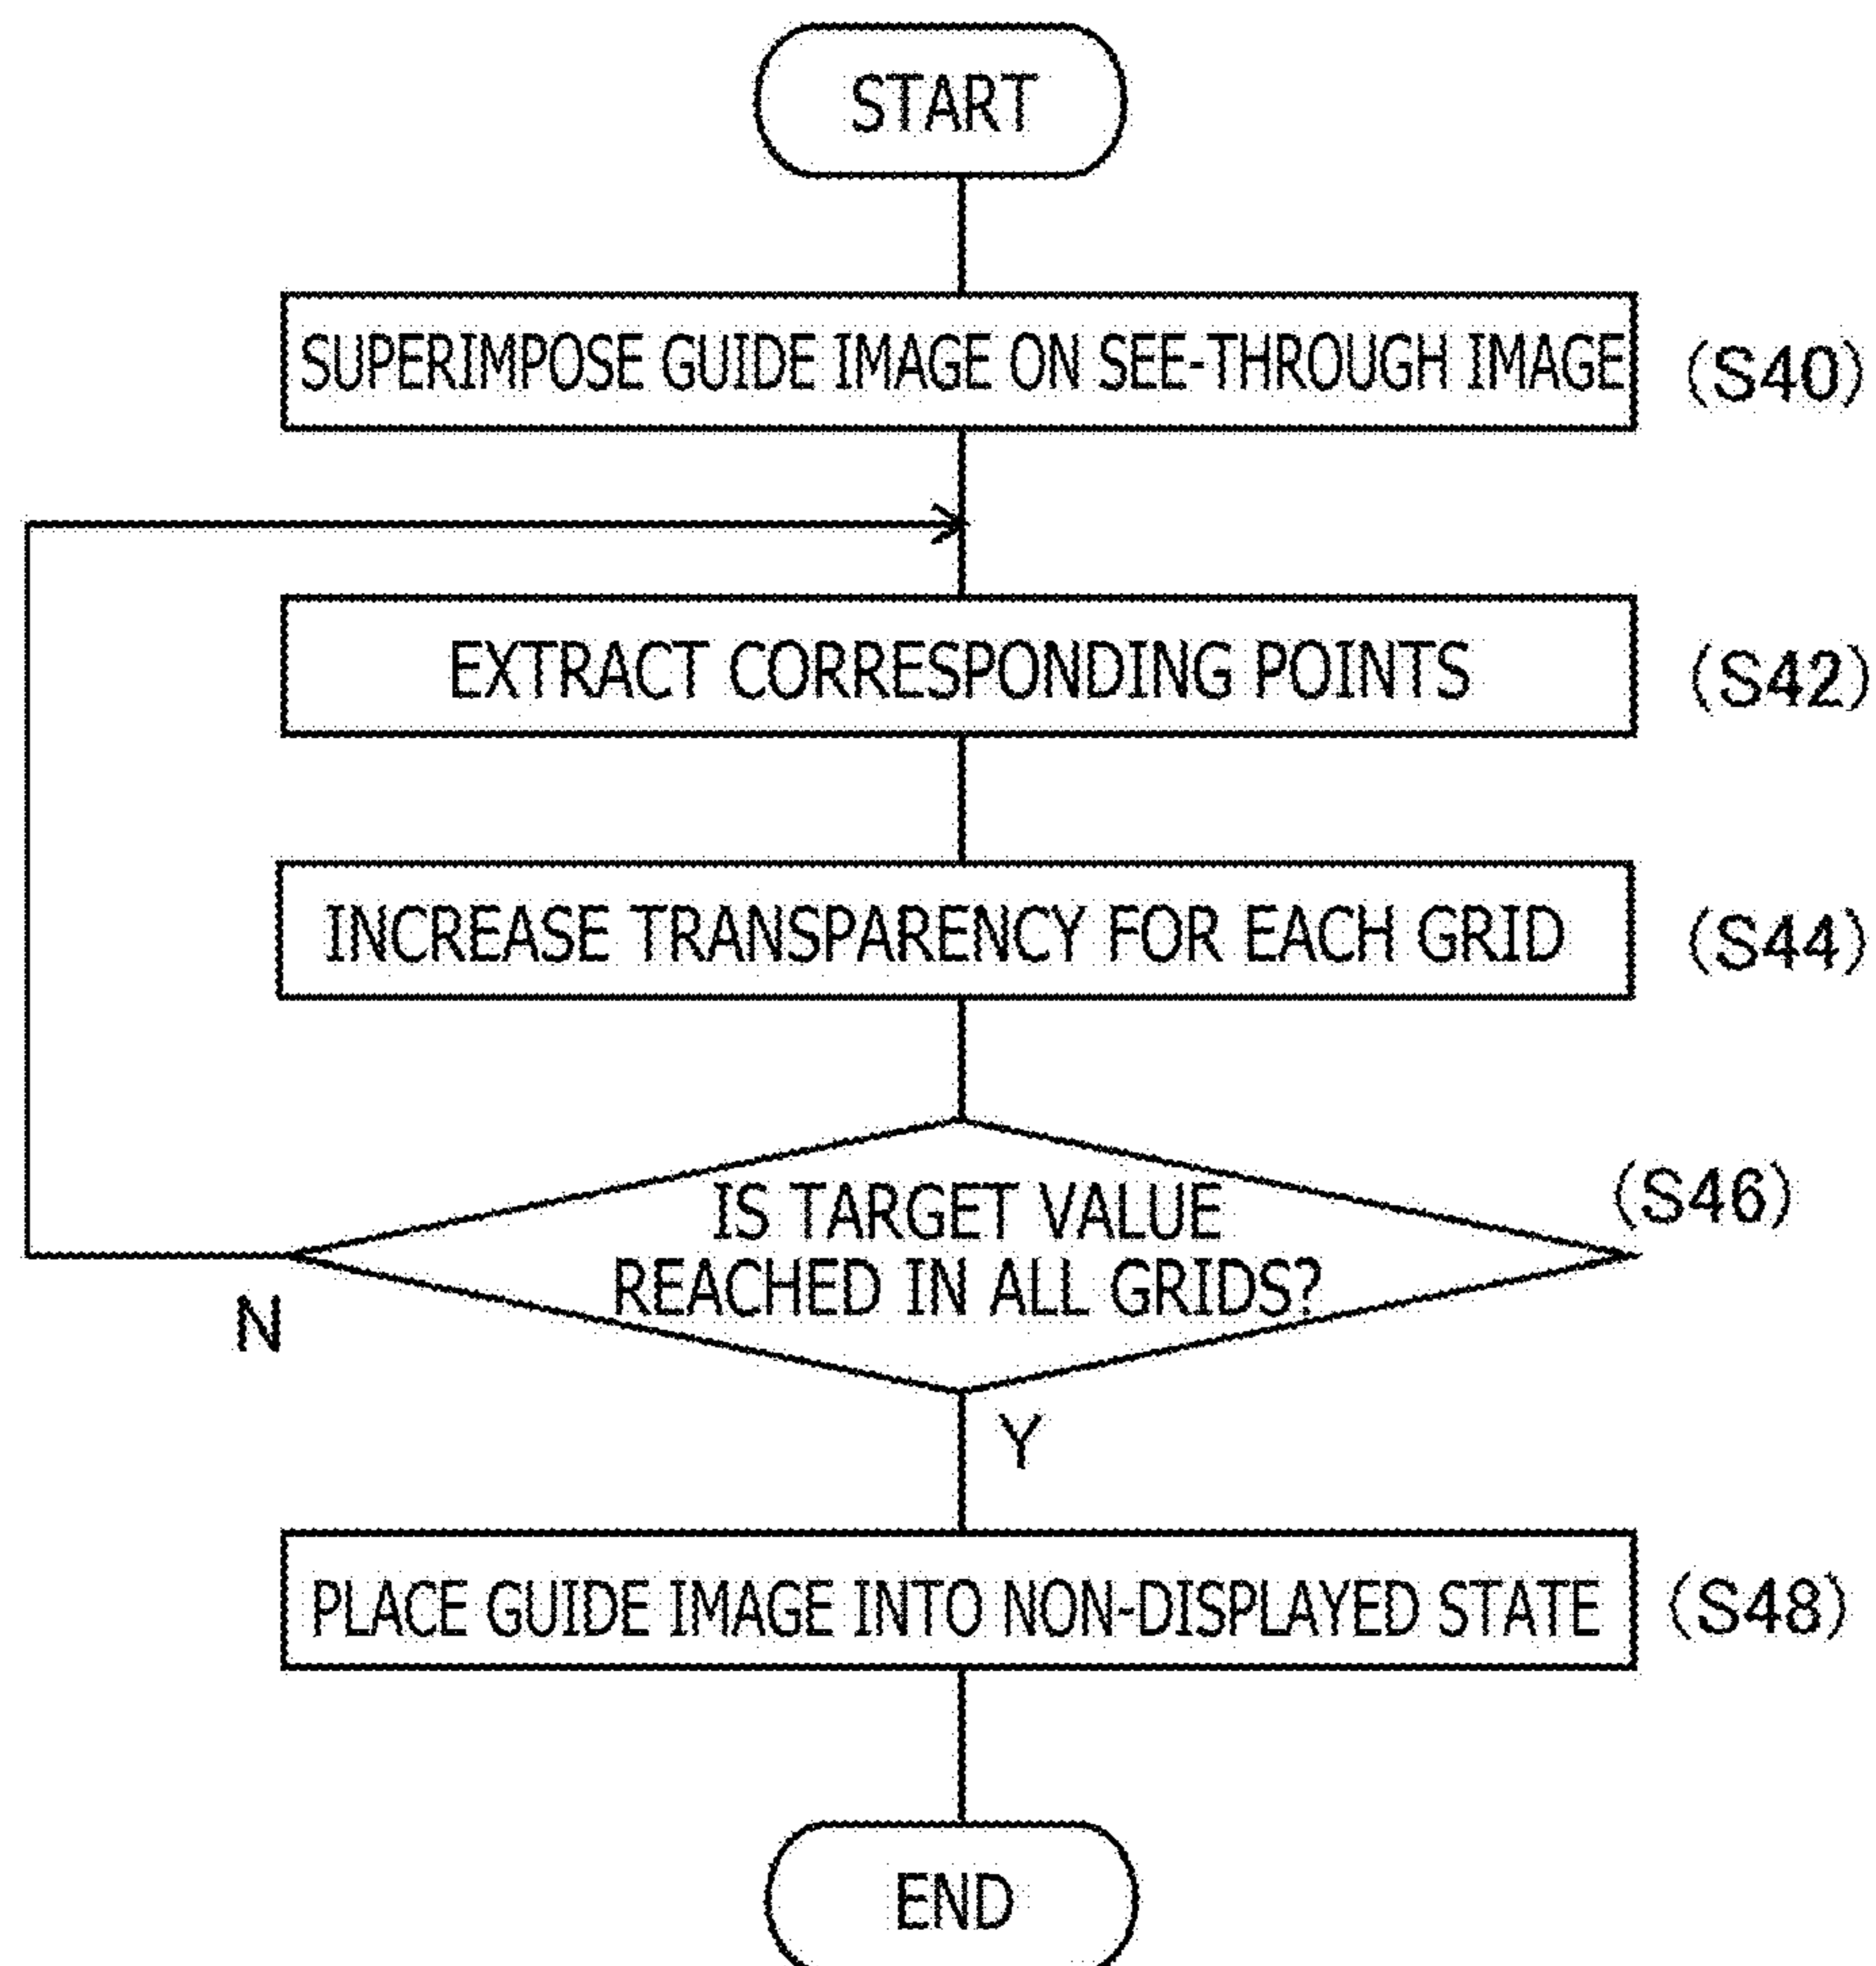 START
SUPERIMPOSE GUIDE IMAGE ON SEE-THROUGH IMAGE
(S40)
EXTRACT CORRESPONDING POINTS
(S42)
INCREASE TRANSPARENCY FOR EACH GRID
(S44)
IS TARGET VALUE
REACHED IN ALL GRIDS?
(S46)
N
Y
PLACE GUIDE IMAGE INTO NON-DISPLAYED STATE
(S48)
END